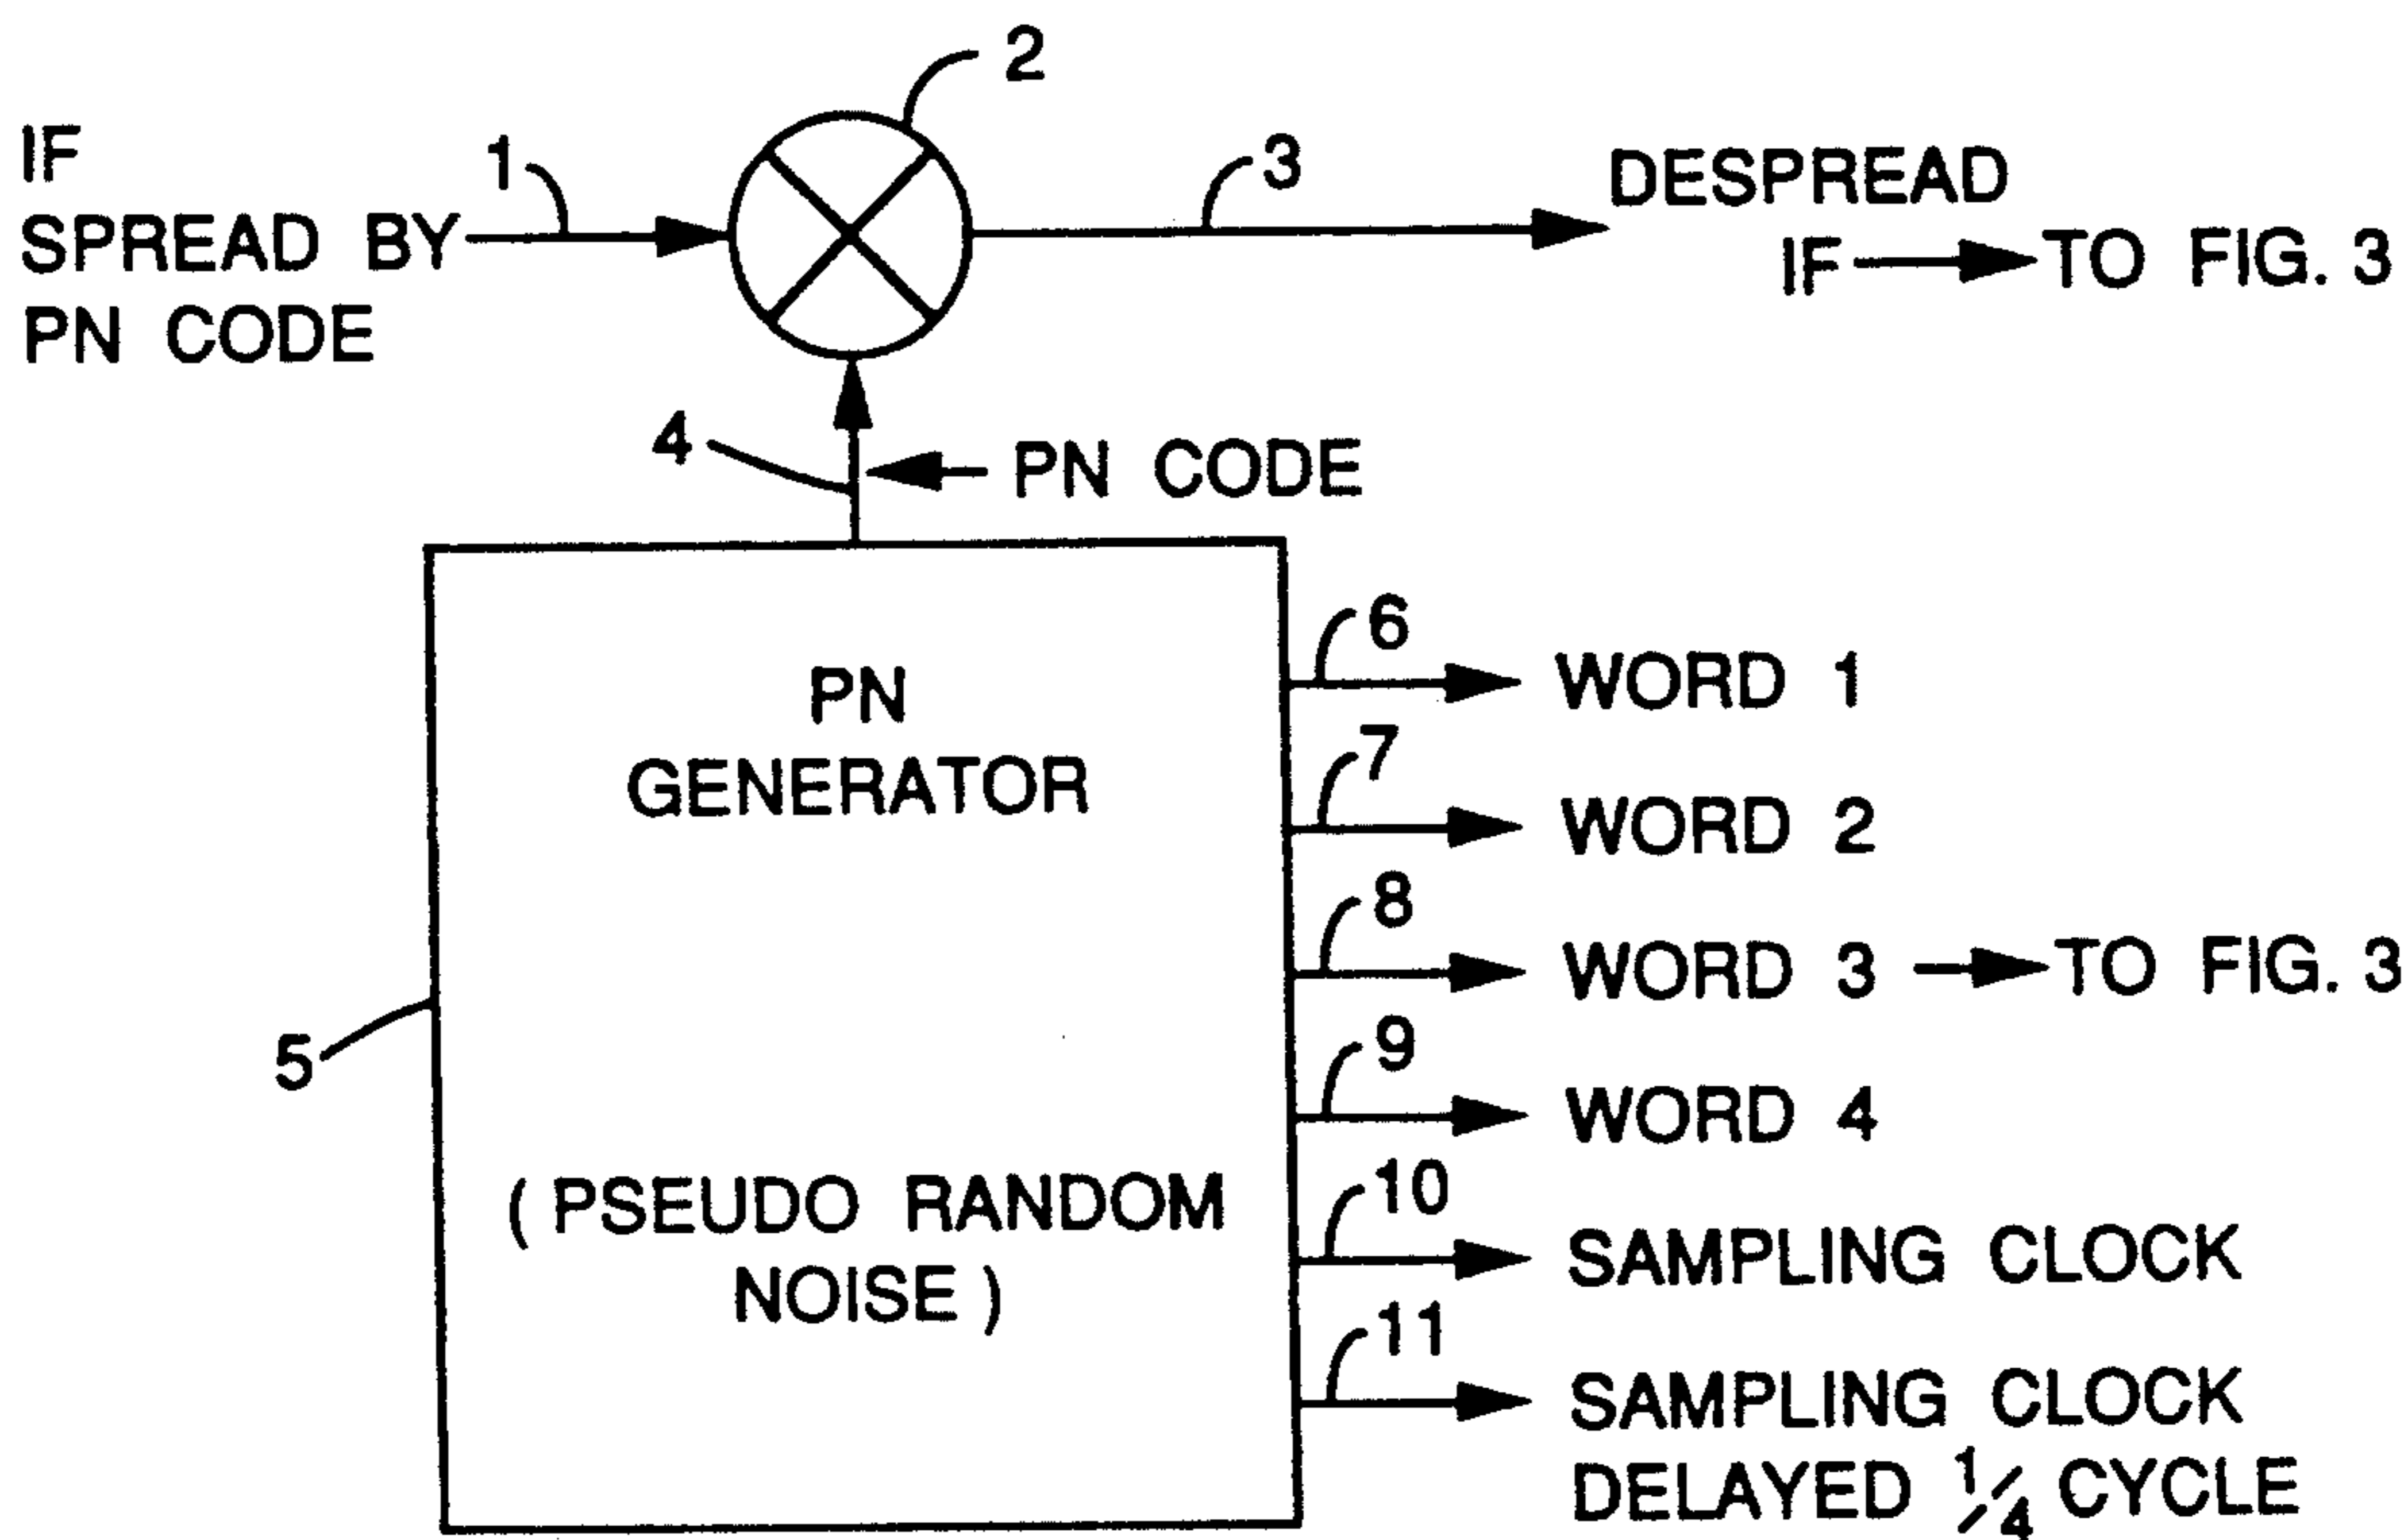 2
IF
SPREAD BY
PN CODE
1
3
DESPREAD
IF
TO FIG. 3
4
PN CODE
PN
GENERATOR
(PSEUDO RANDOM
NOISE)
5
6
WORD 1
7
WORD 2
8
WORD 3
TO FIG. 3
9
WORD 4
10
SAMPLING CLOCK
11
SAMPLING CLOCK
DELAYED 1/4 CYCLE